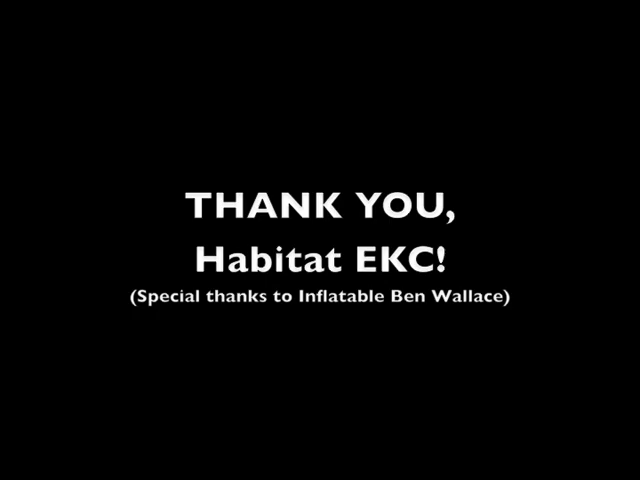 THANK YOU,
Habitat EKC!
(Special thanks to Inflatable Ben Wallace)